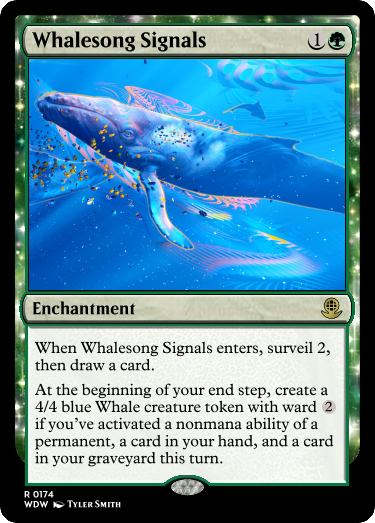 Whalesong Signals 1
Enchantment
When Whalesong Signals enters, surveil 2,
then draw a card.
At the beginning of your end step, create a
4/4 blue Whale creature token with ward 2
if you've activated a nonmana ability of a
permanent, a card in your hand, and a card
in your graveyard this turn.
R 0174
WDW Tyler Smith